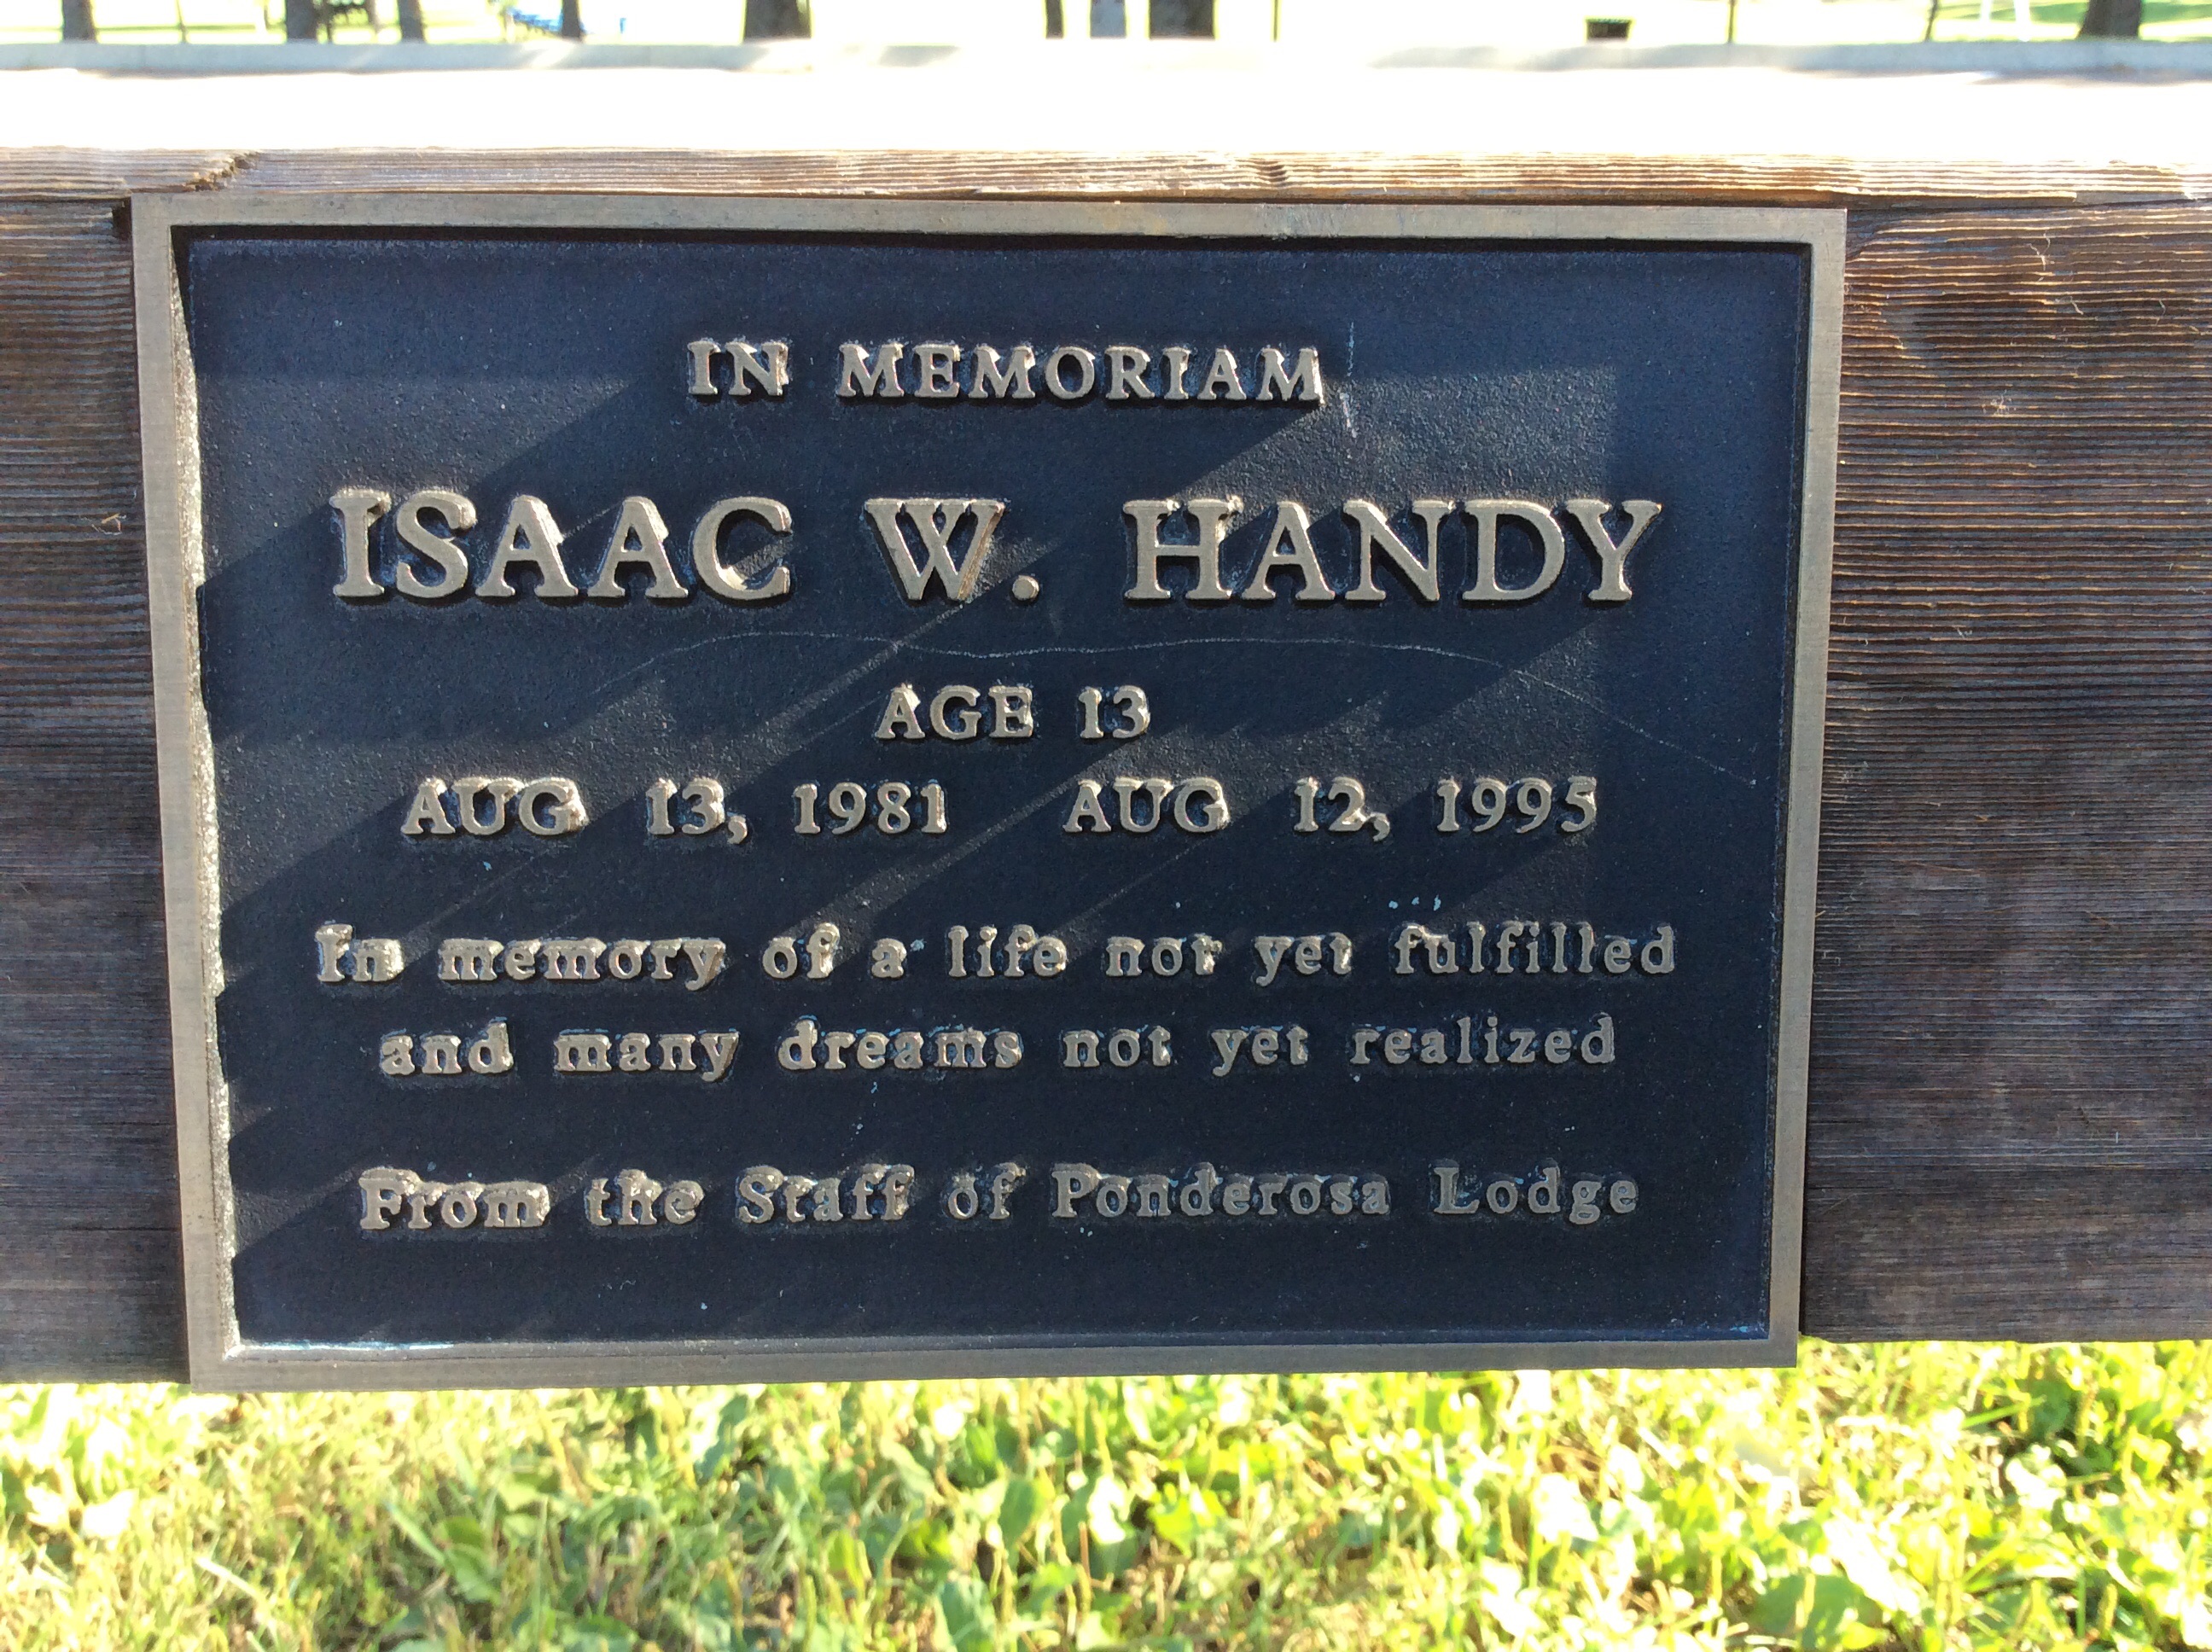 IN MEMORIAM
ISAAC W. HANDY
AGE 13
AUG 13, 1981 AUG 12, 1995
In memory of a life not yet fulfilled
and many dreams not yet realized
From the Staff of Ponderosa Lodge